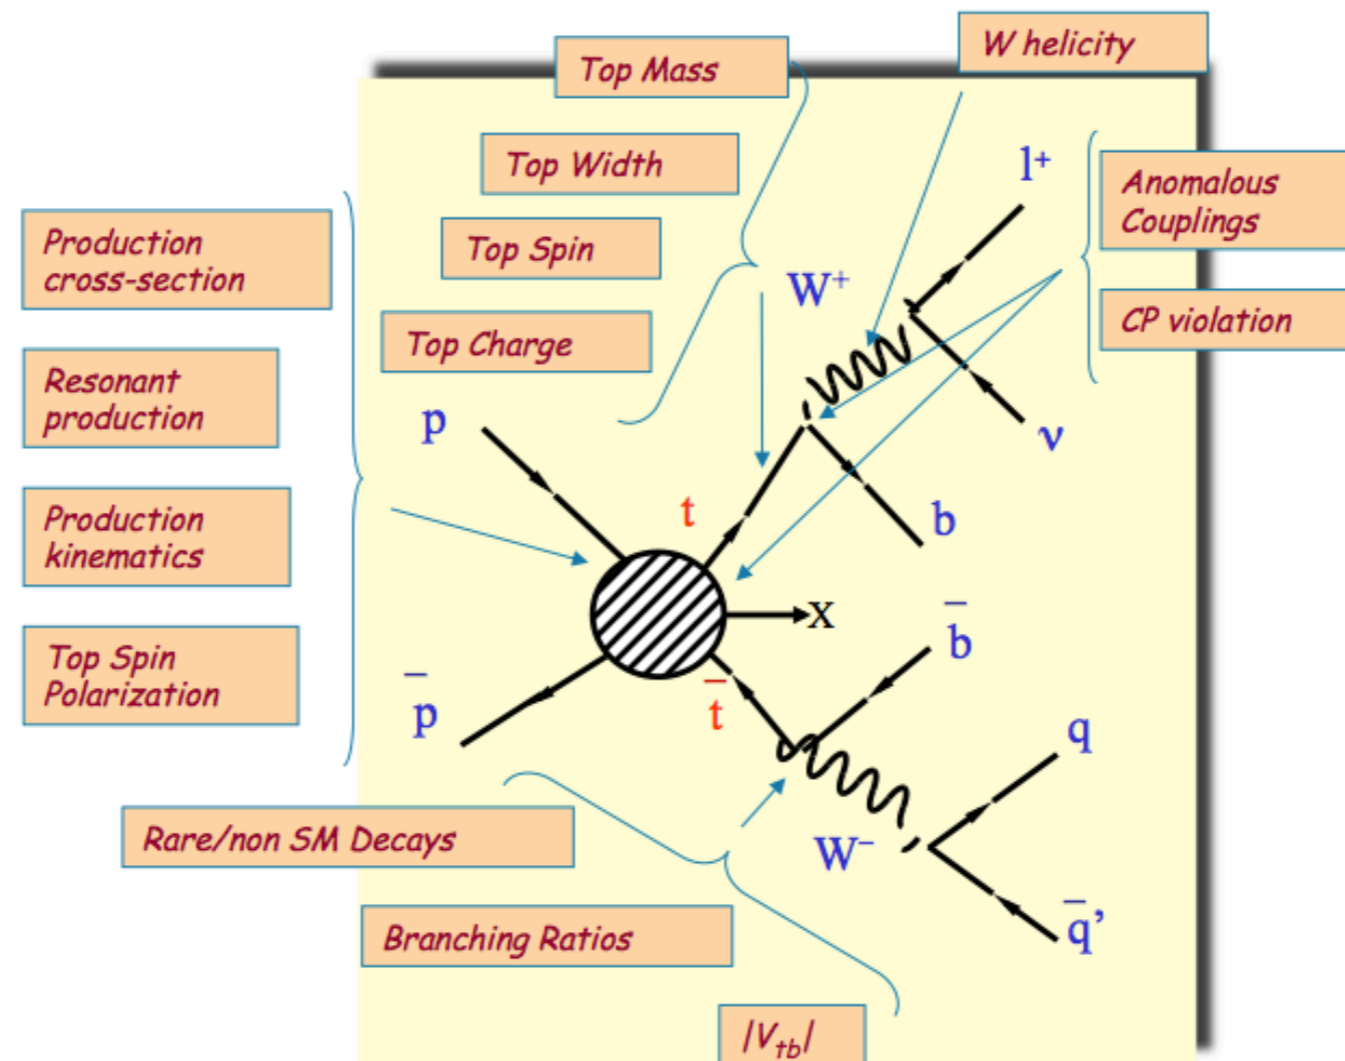 Top Mass
W helicity
Top Width
l⁺
Anomalous
Couplings
Production
cross-section
Top Spin
W⁺
CP violation
Top Charge
Resonant
production
p
ν
Production
kinematics
t
b
Top Spin
Polarization
X
b̄
p̄
t̄
q
Rare/non SM Decays
W⁻
Branching Ratios
q̄’
|V_tb|